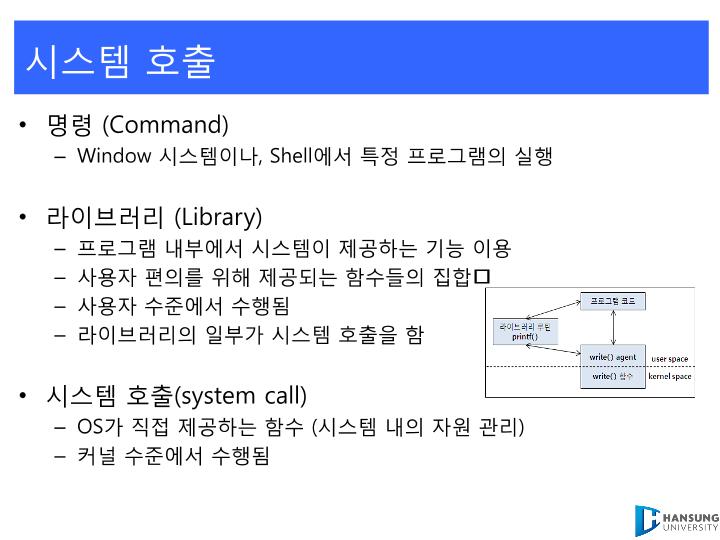 시스템 호출
• 명령 (Command)
– Window 시스템이나, Shell에서 특정 프로그램의 실행
• 라이브러리 (Library)
– 프로그램 내부에서 시스템이 제공하는 기능 이용
– 사용자 편의를 위해 제공되는 함수들의 집합□
– 사용자 수준에서 수행됨
– 라이브러리의 일부가 시스템 호출을 함
프로그램 코드
라이브러리 루틴
printf()
write() agent
user space
write() 함수
kernel space
• 시스템 호출(system call)
– OS가 직접 제공하는 함수 (시스템 내의 자원 관리)
– 커널 수준에서 수행됨
HANSUNG
UNIVERSITY